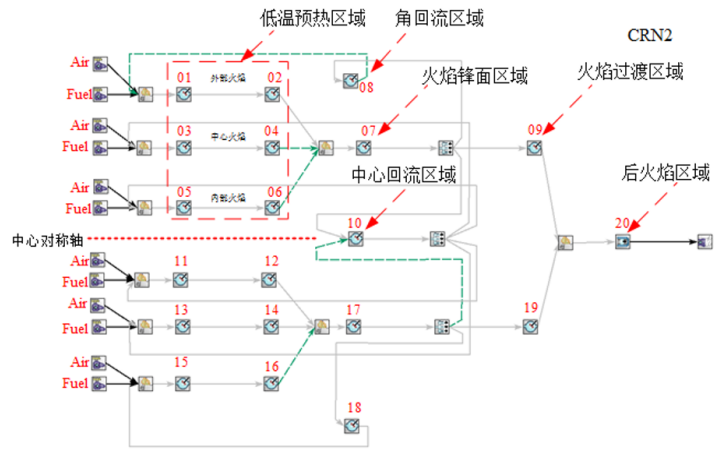 低温预热区域
角回流区域
CRN2
Air
Fuel
01
外部火焰
02
08
火焰锋面区域
火焰过渡区域
Air
Fuel
03
中心火焰
04
07
09
Air
Fuel
05
内部火焰
06
中心回流区域
后火焰区域
中心对称轴
10
20
Air
Fuel
11
12
Air
Fuel
13
14
17
19
Air
Fuel
15
16
18